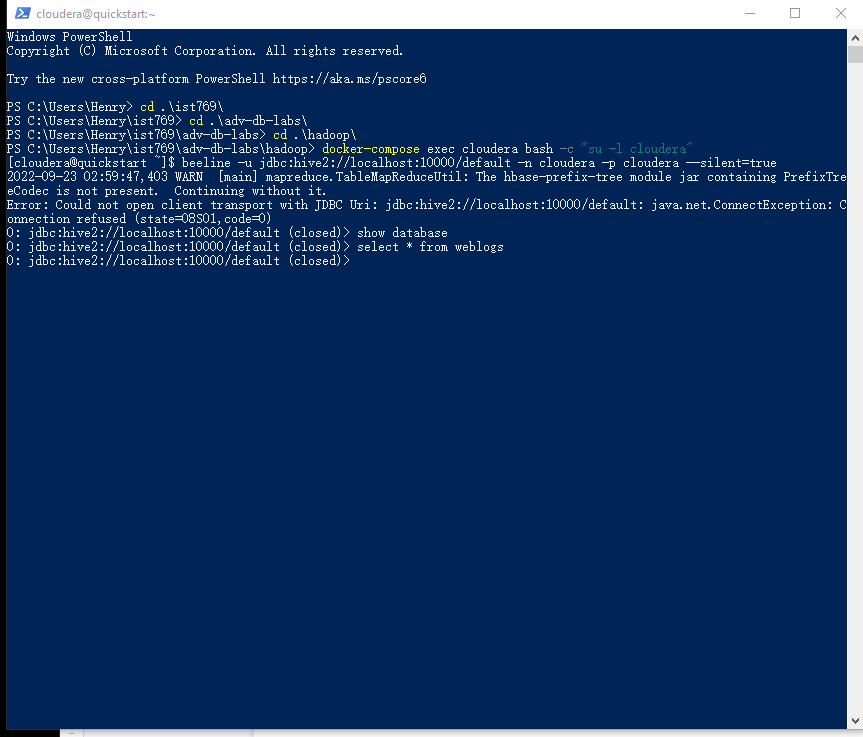 cloudera@quickstart:~
Windows PowerShell
Copyright (C) Microsoft Corporation. All rights reserved.
Try the new cross-platform PowerShell https://aka.ms/pscore6
PS C:\Users\Henry> cd .\ist769\
PS C:\Users\Henry\ist769> cd .\adv-db-labs\
PS C:\Users\Henry\ist769\adv-db-labs> cd .\hadoop\
PS C:\Users\Henry\ist769\adv-db-labs\hadoop> docker-compose exec cloudera bash -c "su -l cloudera"
[cloudera@quickstart ~]$ beeline -u jdbc:hive2://localhost:10000/default -n cloudera -p cloudera --silent=true
2022-09-23 02:59:47,403 WARN  [main] mapreduce.TableMapReduceUtil: The hbase-prefix-tree module jar containing PrefixTre
eCodec is not present.  Continuing without it.
Error: Could not open client transport with JDBC Uri: jdbc:hive2://localhost:10000/default: java.net.ConnectException: C
onnection refused (state=08S01,code=0)
0: jdbc:hive2://localhost:10000/default (closed)> show database
0: jdbc:hive2://localhost:10000/default (closed)> select * from weblogs
0: jdbc:hive2://localhost:10000/default (closed)>